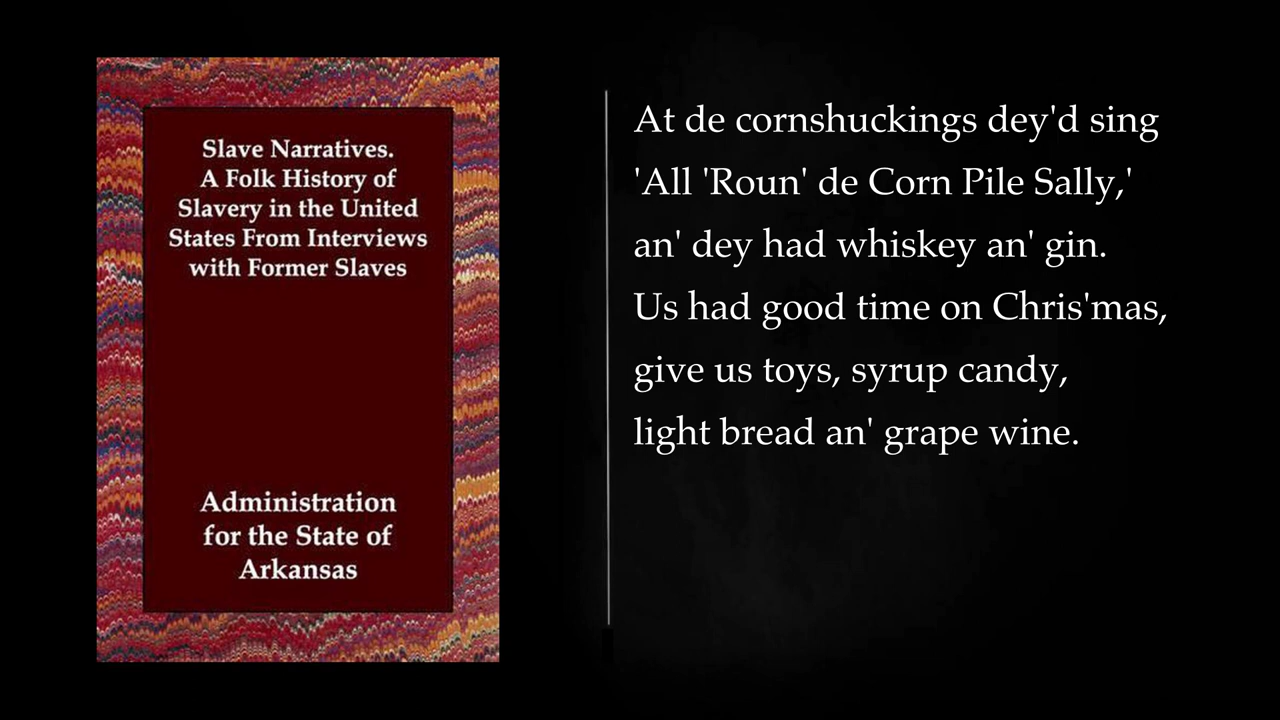 Slave Narratives.
A Folk History of
Slavery in the United
States From Interviews
with Former Slaves
Administration
for the State of
Arkansas
At de cornshuckings dey'd sing
'All 'Roun' de Corn Pile Sally,'
an' dey had whiskey an' gin.
Us had good time on Chris'mas,
give us toys, syrup candy,
light bread an' grape wine.